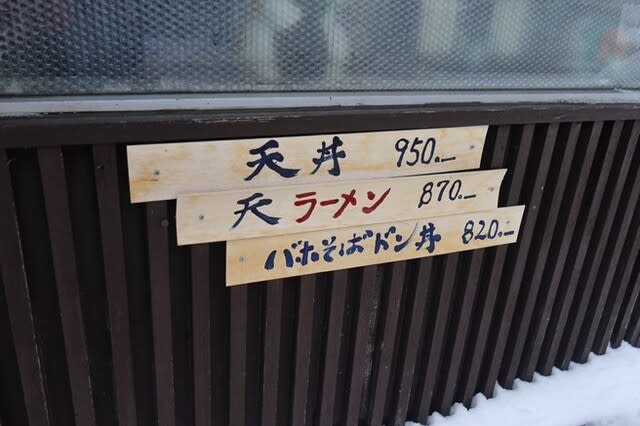 天丼 950.-
天ラーメン 870.-
バホそばドン丼 820.-